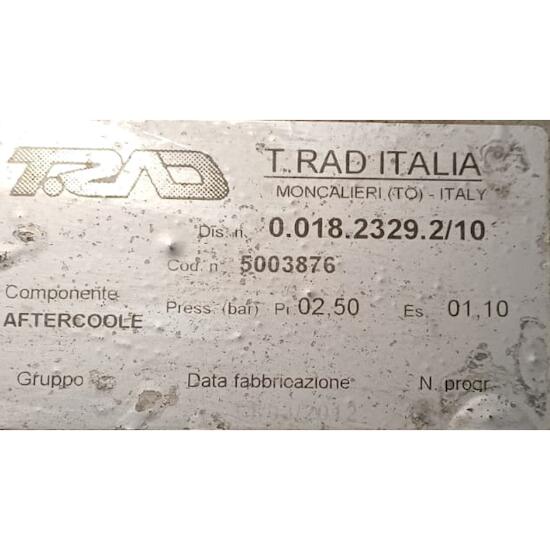 T.RAD T.RAD ITALIA
MONCALIERI (TO) - ITALY
Dis. n. 0.018.2329.2/10
Cod. n 5003876
Componente Press. (bar) Pr 02,50 Es. 01,10
AFTERCOOLE
Gruppo Data fabbricazione N. progr.
/2012